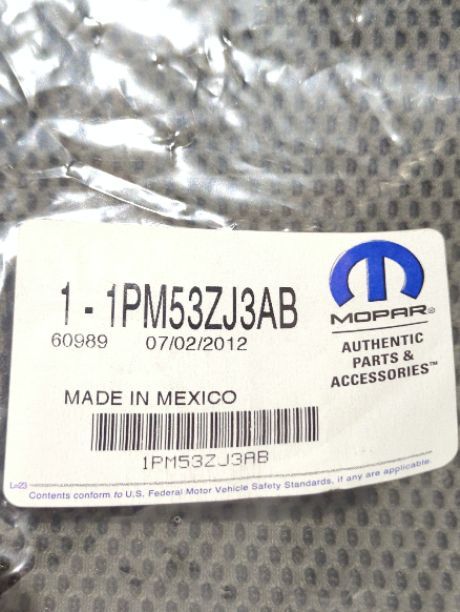 1 - 1PM53ZJ3AB
60989 07/02/2012
MOPAR®
AUTHENTIC
PARTS &
ACCESSORIES™
MADE IN MEXICO
1PM53ZJ3AB
L=23
Contents conform to U.S. Federal Motor Vehicle Safety Standards, if any are applicable.